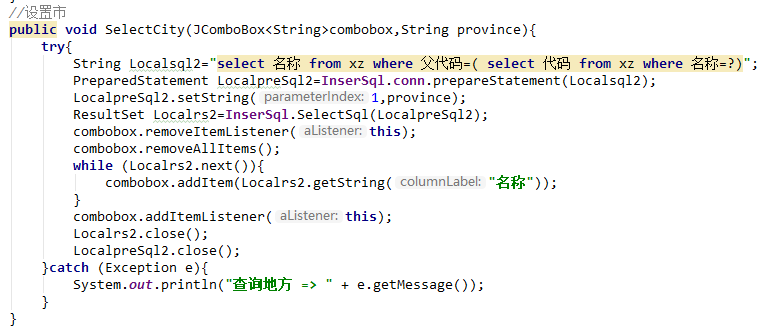 //设置市
public void SelectCity(JComboBox<String>combobox,String province){
    try{
        String Localsql2="select 名称 from xz where 父代码=( select 代码 from xz where 名称=?)";
        PreparedStatement LocalpreSql2=InserSql.conn.prepareStatement(Localsql2);
        LocalpreSql2.setString( parameterIndex: 1,province);
        ResultSet Localrs2=InserSql.SelectSql(LocalpreSql2);
        combobox.removeItemListener( aListener: this);
        combobox.removeAllItems();
        while (Localrs2.next()){
            combobox.addItem(Localrs2.getString( columnLabel: "名称"));
        }
        combobox.addItemListener( aListener: this);
        Localrs2.close();
        LocalpreSql2.close();
    }catch (Exception e){
        System.out.println("查询地方 => " + e.getMessage());
    }
}